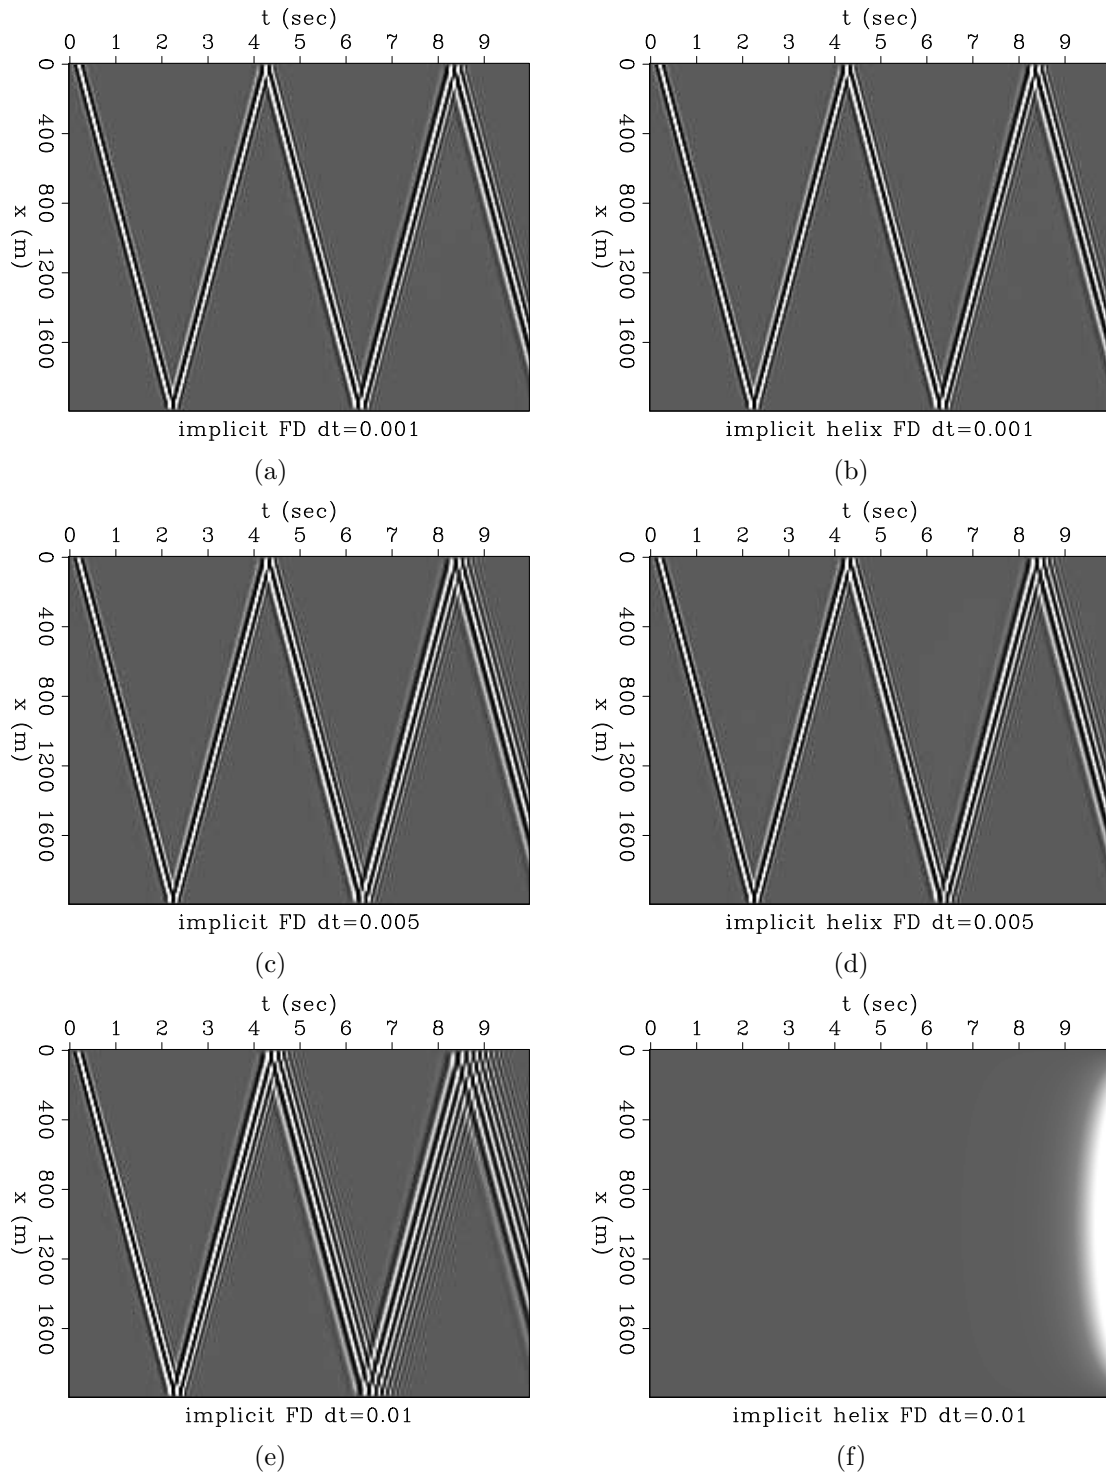 t (sec)
0 1 2 3 4 5 6 7 8 9
x (m)
0 400 800 1200 1600
implicit FD dt=0.001
(a)
t (sec)
0 1 2 3 4 5 6 7 8 9
x (m)
0 400 800 1200 1600
implicit helix FD dt=0.001
(b)
t (sec)
0 1 2 3 4 5 6 7 8 9
x (m)
0 400 800 1200 1600
implicit FD dt=0.005
(c)
t (sec)
0 1 2 3 4 5 6 7 8 9
x (m)
0 400 800 1200 1600
implicit helix FD dt=0.005
(d)
t (sec)
0 1 2 3 4 5 6 7 8 9
x (m)
0 400 800 1200 1600
implicit FD dt=0.01
(e)
t (sec)
0 1 2 3 4 5 6 7 8 9
x (m)
0 400 800 1200 1600
implicit helix FD dt=0.01
(f)